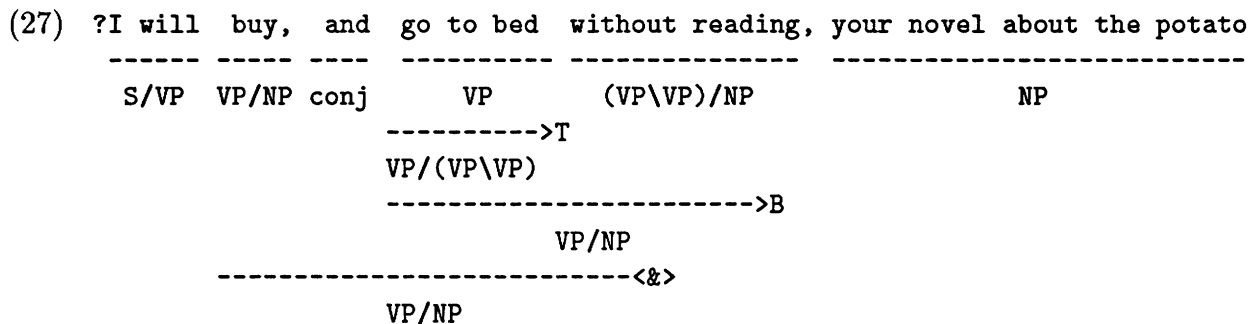 (27) ?I will buy, and go to bed without reading, your novel about the potato
------ ----- ---- ---------- --------------- ---------------------------
S/VP VP/NP conj VP (VP\VP)/NP NP
---------->T
VP/(VP\VP)
------------------------>B
VP/NP
---------------------------<&>
VP/NP